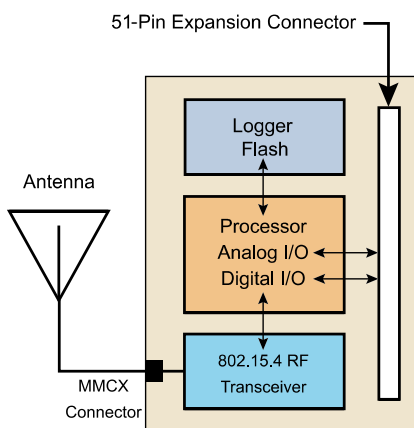 51-Pin Expansion Connector
Logger
Flash
Antenna
Processor
Analog I/O
Digital I/O
802.15.4 RF
Transceiver
MMCX
Connector